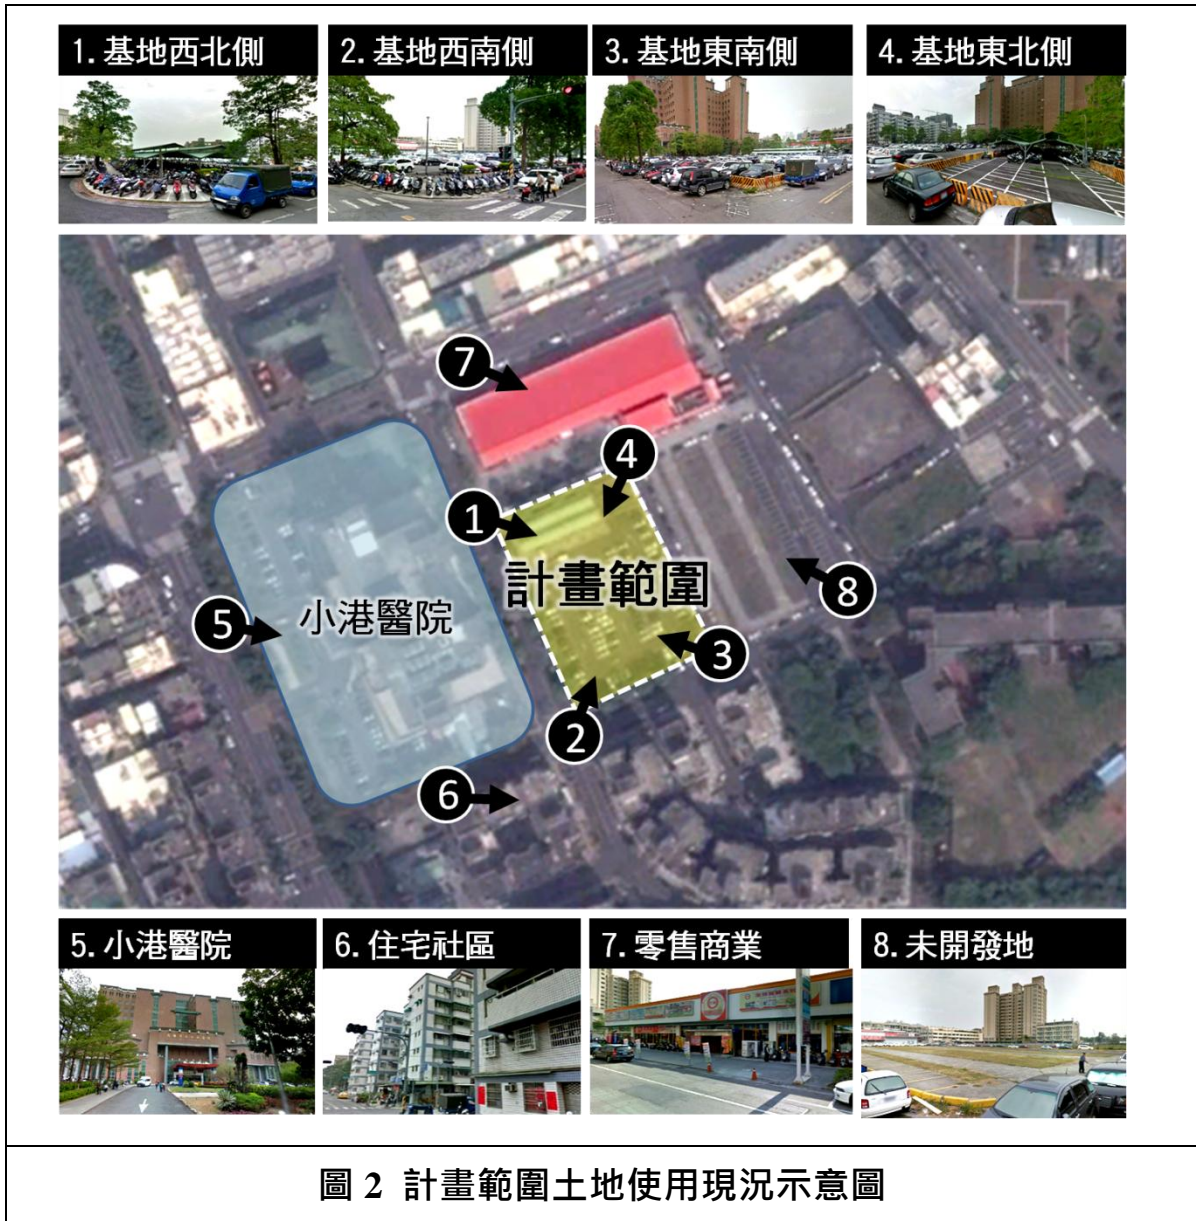 1. 基地西北側
2. 基地西南側
3. 基地東南側
4. 基地東北側
7
4
1
計畫範圍
8
小港醫院
5
3
2
6
5. 小港醫院
6. 住宅社區
7. 零售商業
8. 未開發地
圖 2 計畫範圍土地使用現況示意圖